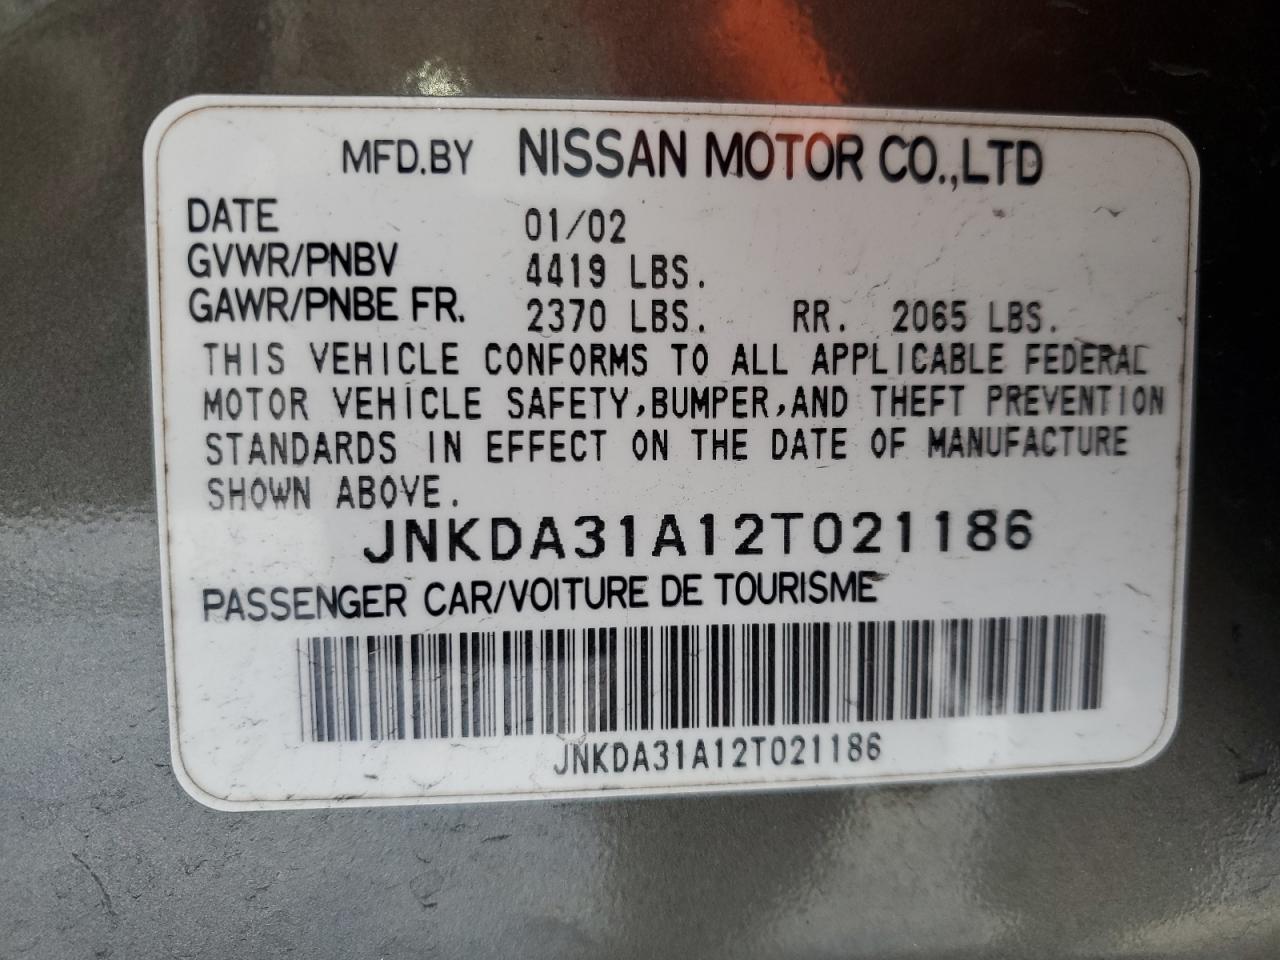 MFD.BY NISSAN MOTOR CO.,LTD
DATE 01/02
GVWR/PNBV 4419 LBS.
GAWR/PNBE FR. 2370 LBS. RR. 2065 LBS.
THIS VEHICLE CONFORMS TO ALL APPLICABLE FEDERAL
MOTOR VEHICLE SAFETY,BUMPER,AND THEFT PREVENTION
STANDARDS IN EFFECT ON THE DATE OF MANUFACTURE
SHOWN ABOVE.
JNKDA31A12T021186
PASSENGER CAR/VOITURE DE TOURISME
JNKDA31A12T021186